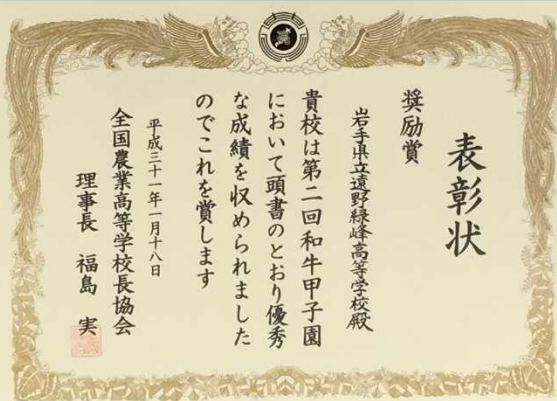 表彰状
奨励賞
岩手県立遠野緑峰高等学校殿
貴校は第二回和牛甲子園
において頭書のとおり優秀
な成績を収められました
のでこれを賞します
平成三十一年一月十八日
全国農業高等学校長協会
理事長 福島 実